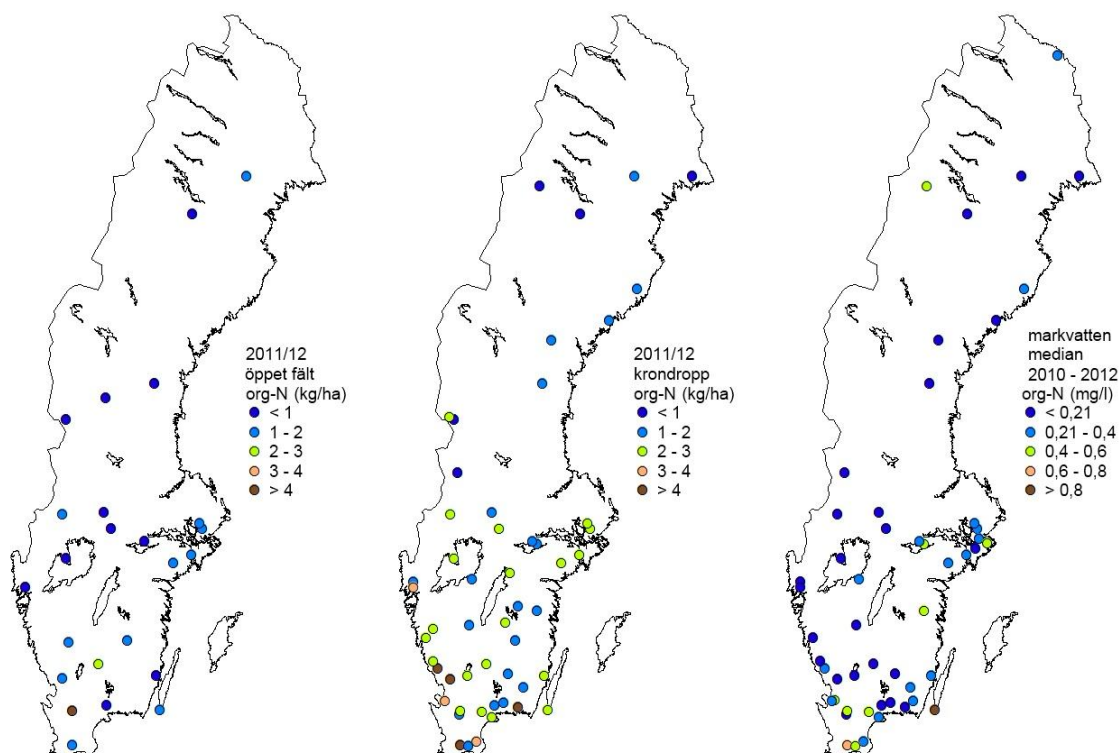 2011/12
öppet fält
org-N (kg/ha)
< 1
1 - 2
2 - 3
3 - 4
> 4
2011/12
krondropp
org-N (kg/ha)
< 1
1 - 2
2 - 3
3 - 4
> 4
markvatten
median
2010 - 2012
org-N (mg/l)
< 0,21
0,21 - 0,4
0,4 - 0,6
0,6 - 0,8
> 0,8